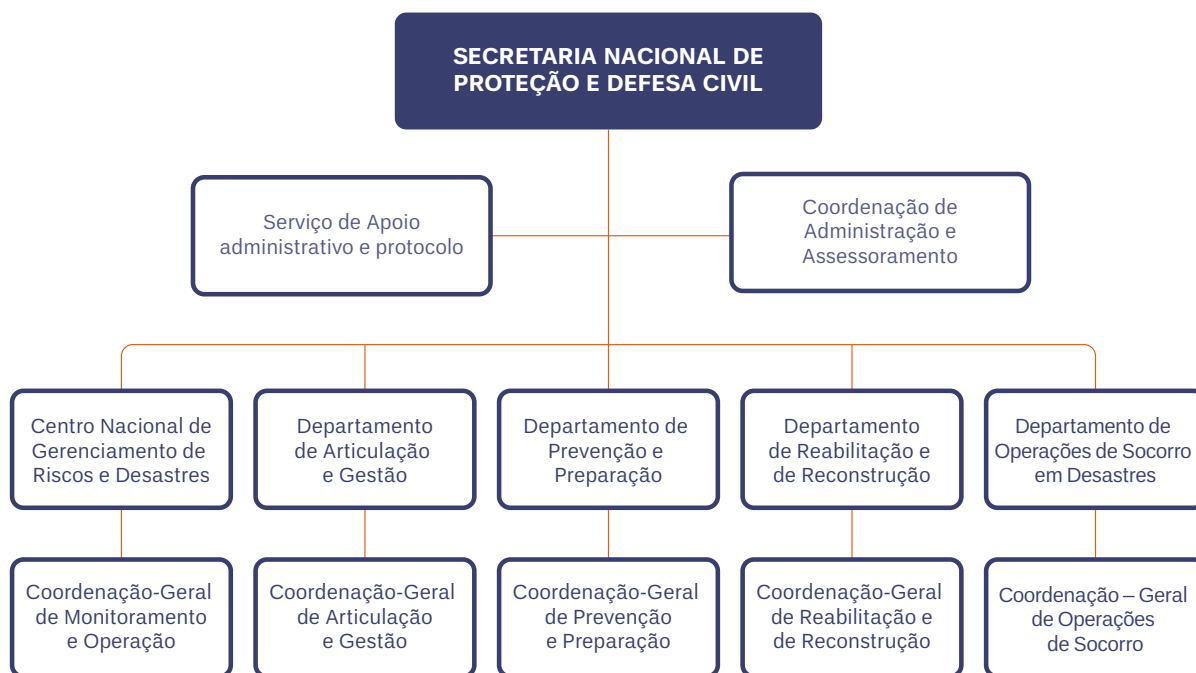 SECRETARIA NACIONAL DE
PROTEÇÃO E DEFESA CIVIL
Serviço de Apoio
administrativo e protocolo
Coordenação de
Administração e
Assessoramento
Centro Nacional de
Gerenciamento de
Riscos e Desastres
Departamento
de Articulação
e Gestão
Departamento de
Prevenção e
Preparação
Departamento
de Reabilitação e
de Reconstrução
Departamento de
Operações de Socorro
em Desastres
Coordenação-Geral
de Monitoramento
e Operação
Coordenação-Geral
de Articulação
e Gestão
Coordenação-Geral
de Prevenção
e Preparação
Coordenação-Geral
de Reabilitação e
de Reconstrução
Coordenação – Geral
de Operações
de Socorro